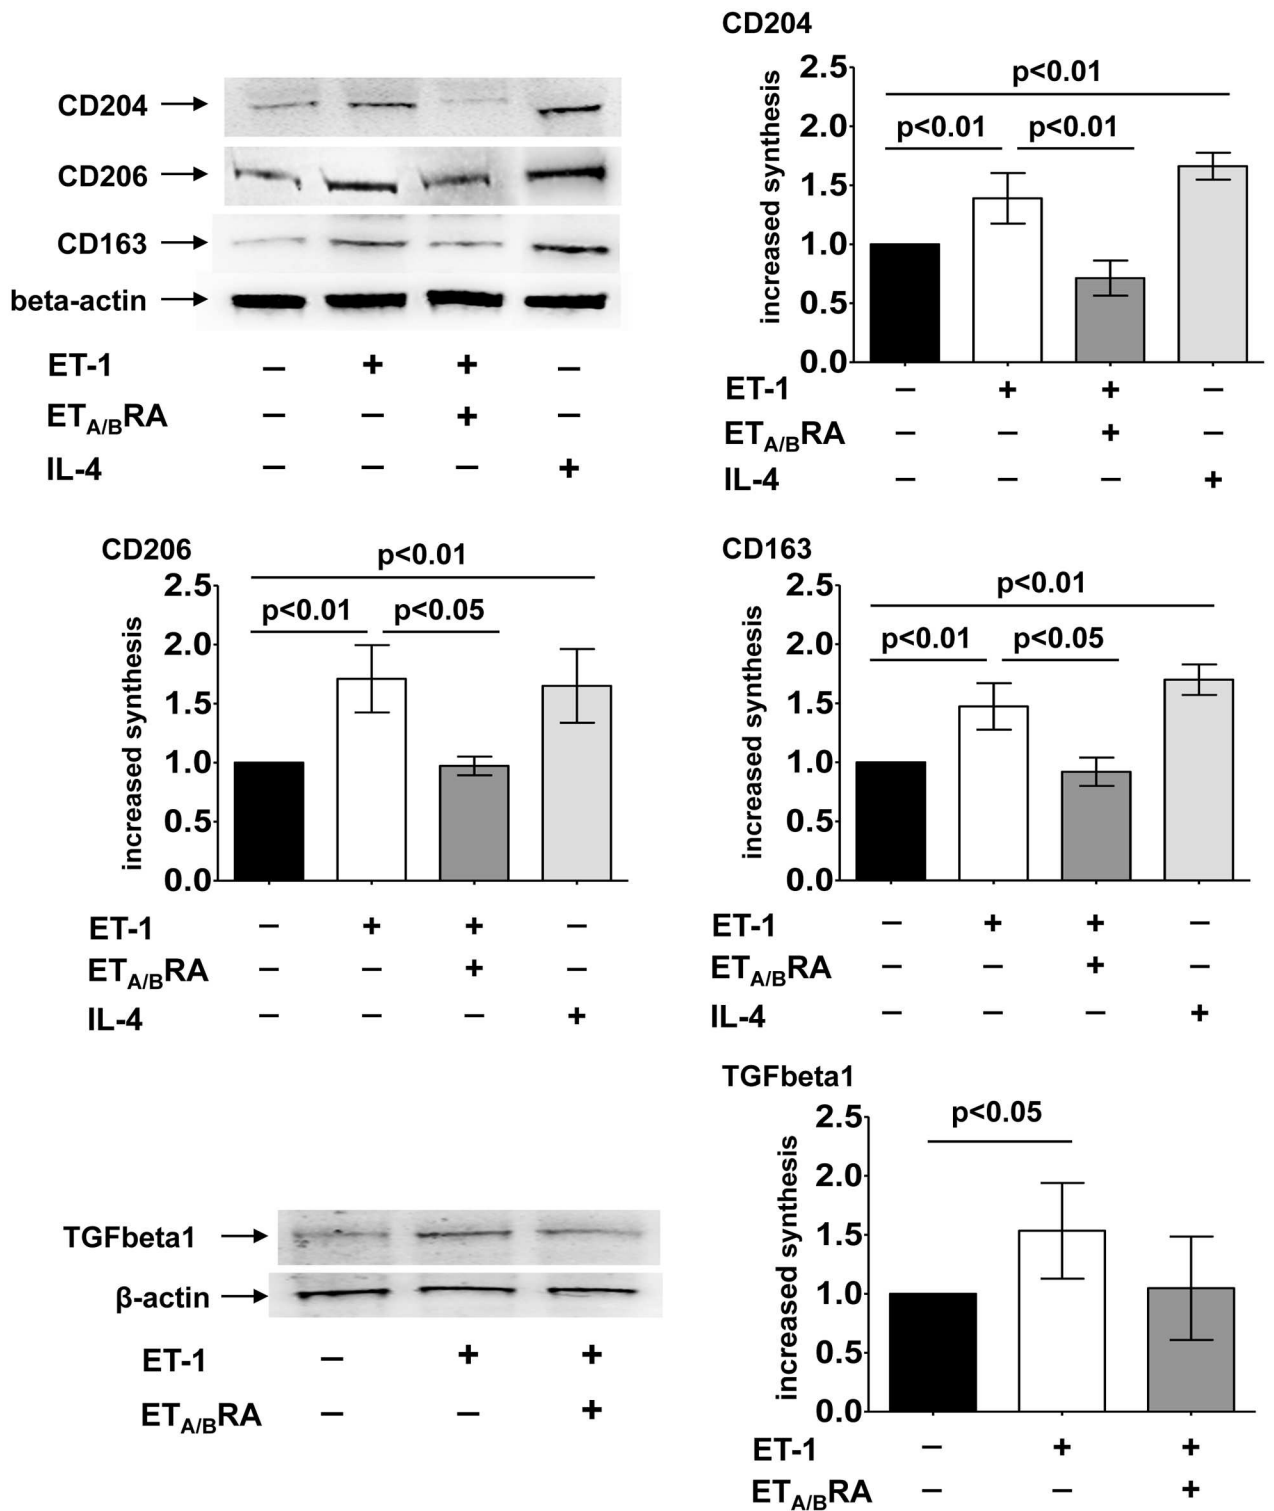 CD204
CD206
CD163
beta-actin
ET-1 – + + –
ETA/BRA – – + –
IL-4 – – – +
CD204
increased synthesis
2.5
2.0
1.5
1.0
0.5
0.0
p<0.01
p<0.01 p<0.01
ET-1 – + + –
ETA/BRA – – + –
IL-4 – – – +
CD206
increased synthesis
2.5
2.0
1.5
1.0
0.5
0.0
p<0.01
p<0.01 p<0.05
ET-1 – + + –
ETA/BRA – – + –
IL-4 – – – +
CD163
increased synthesis
2.5
2.0
1.5
1.0
0.5
0.0
p<0.01
p<0.01 p<0.05
ET-1 – + + –
ETA/BRA – – + –
IL-4 – – – +
TGFbeta1
β-actin
ET-1 – + +
ETA/BRA – – +
TGFbeta1
increased synthesis
2.5
2.0
1.5
1.0
0.5
0.0
p<0.05
ET-1 – + +
ETA/BRA – – +